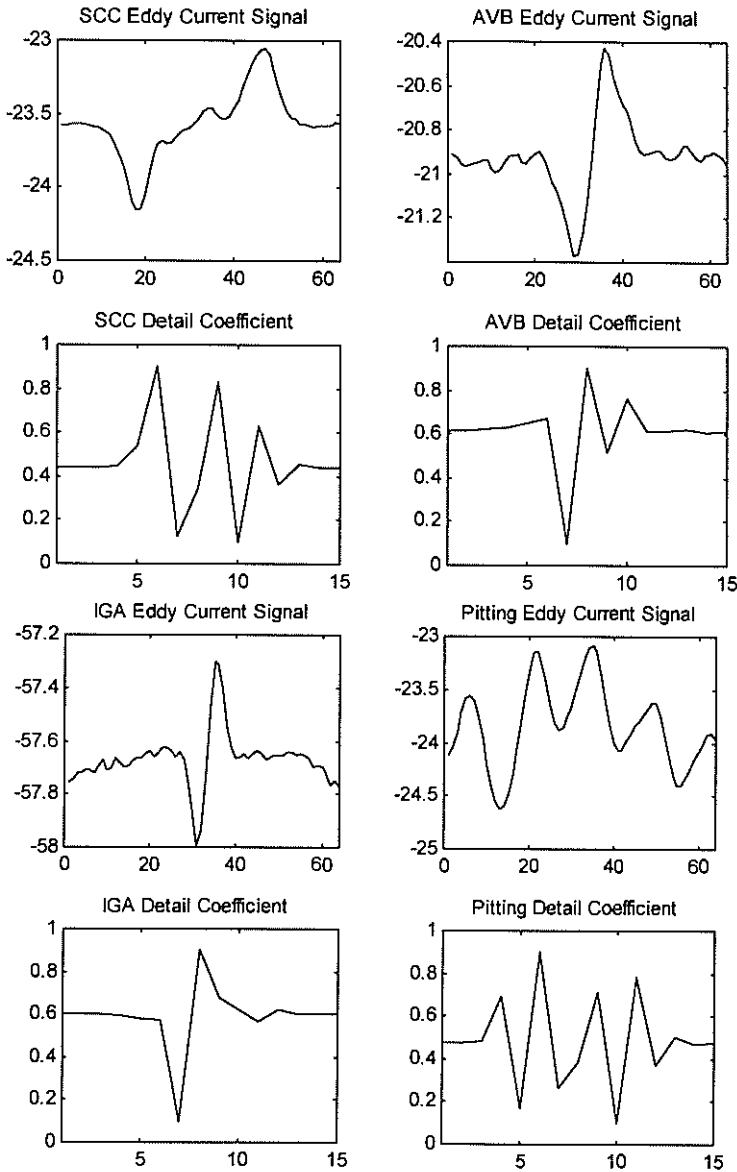 SCC Eddy Current Signal
-23
-23.5
-24
-24.5
0 20 40 60
AVB Eddy Current Signal
-20.4
-20.6
-20.8
-21
-21.2
0 20 40 60
SCC Detail Coefficient
1
0.8
0.6
0.4
0.2
0
5 10 15
AVB Detail Coefficient
1
0.8
0.6
0.4
0.2
0
5 10 15
IGA Eddy Current Signal
-57.2
-57.4
-57.6
-57.8
-58
0 20 40 60
Pitting Eddy Current Signal
-23
-23.5
-24
-24.5
-25
0 20 40 60
IGA Detail Coefficient
1
0.8
0.6
0.4
0.2
0
5 10 15
Pitting Detail Coefficient
1
0.8
0.6
0.4
0.2
0
5 10 15